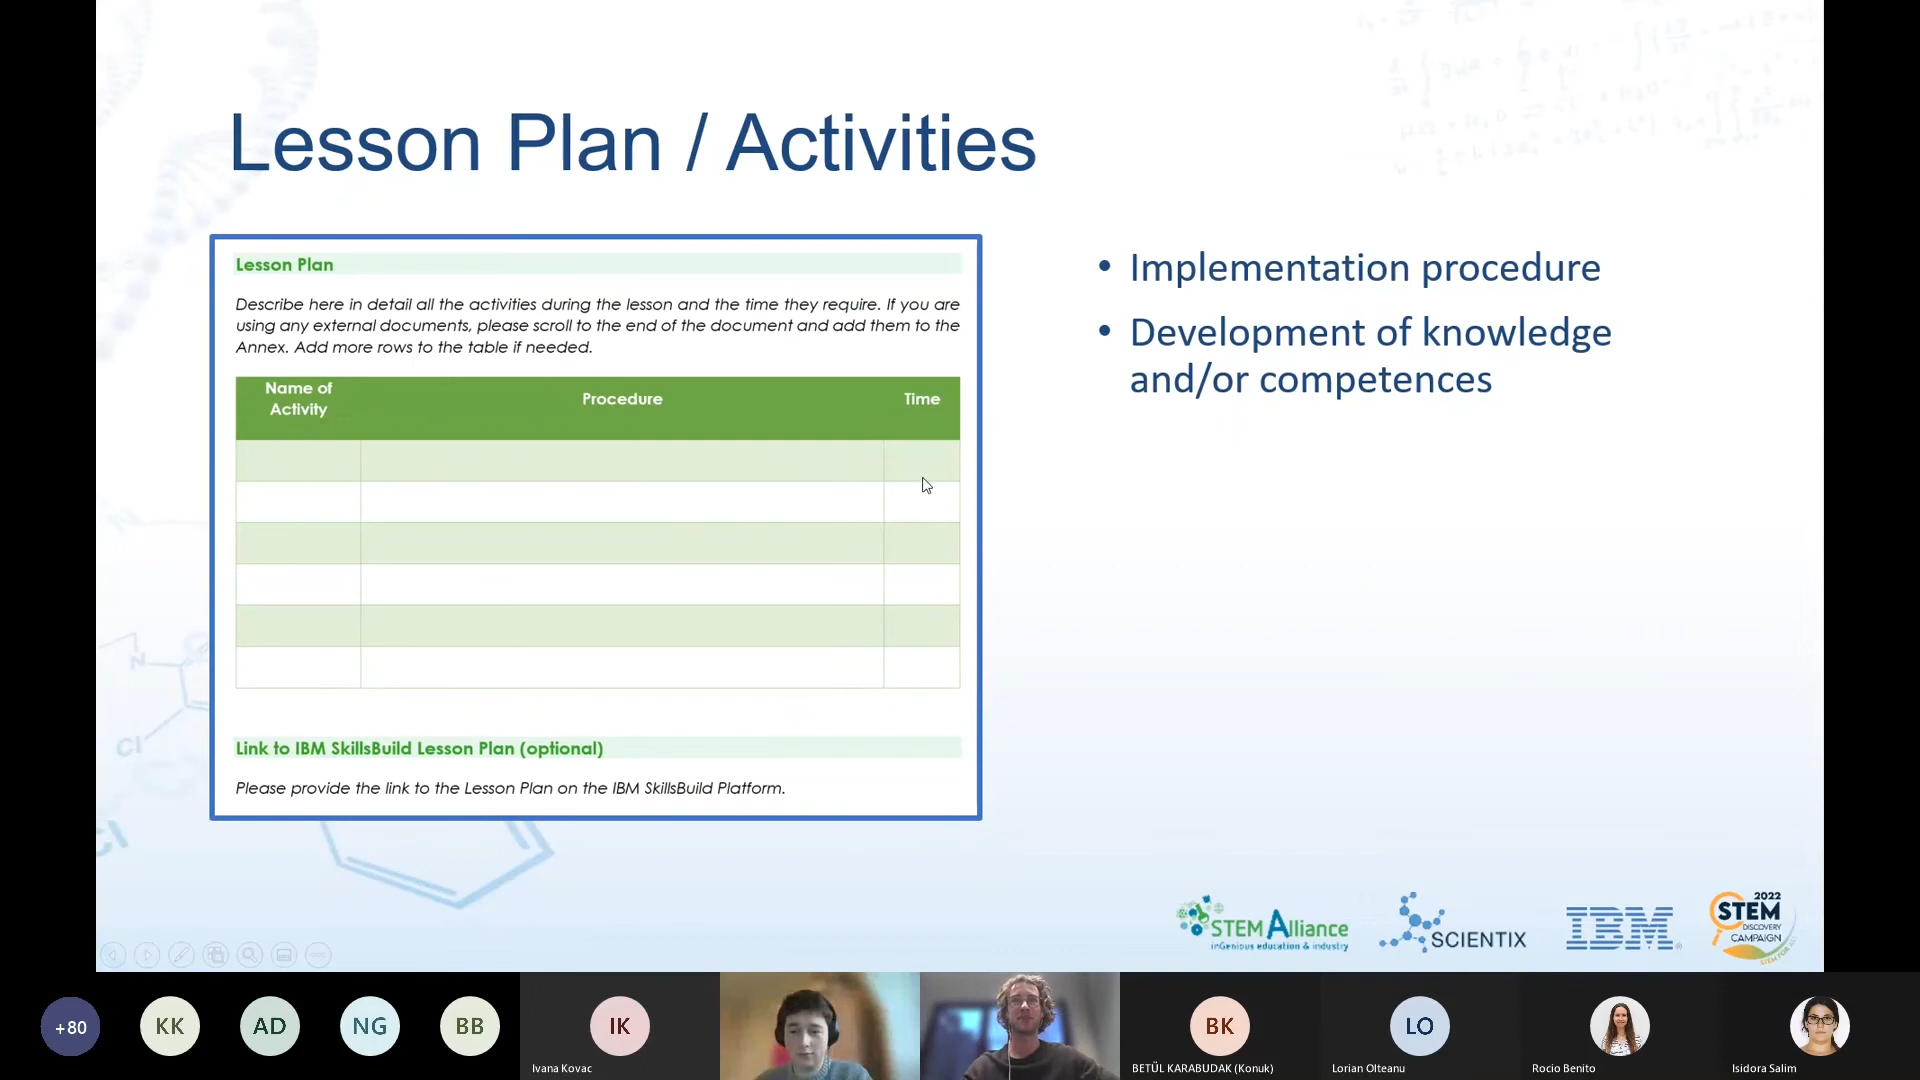 Lesson Plan / Activities
Lesson Plan
Describe here in detail all the activities during the lesson and the time they require. If you are
using any external documents, please scroll to the end of the document and add them to the
Annex. Add more rows to the table if needed.
Name of
Activity
Procedure
Time
Link to IBM SkillsBuild Lesson Plan (optional)
Please provide the link to the Lesson Plan on the IBM SkillsBuild Platform.
• Implementation procedure
• Development of knowledge
and/or competences
N
Cl
Cl
STEM Alliance
inGenious education & industry
SCIENTIX
IBM
2022
STEM
DISCOVERY
CAMPAIGN
+80
KK
AD
NG
BB
IK
Ivana Kovac
BK
BETÜL KARABUDAK (Konuk)
LO
Lorian Olteanu
Rocio Benito
Isidora Salim